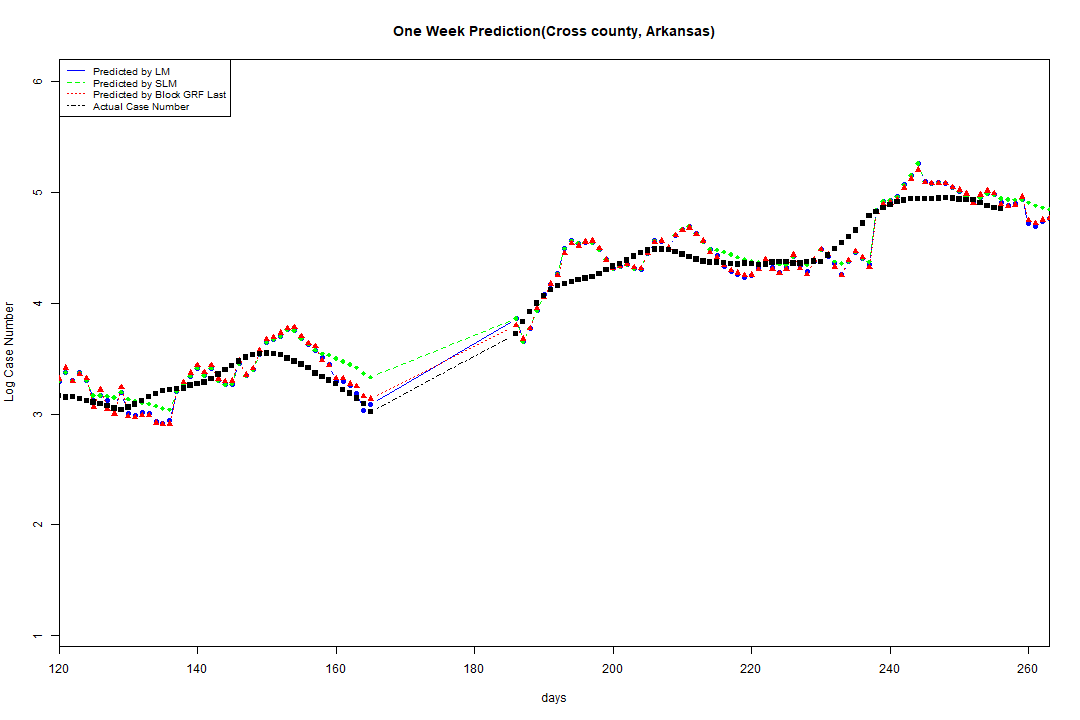 One Week Prediction(Cross county, Arkansas)
Predicted by LM
Predicted by SLM
Predicted by Block GRF Last
Actual Case Number
6
5
4
3
2
1
Log Case Number
120 140 160 180 200 220 240 260
days